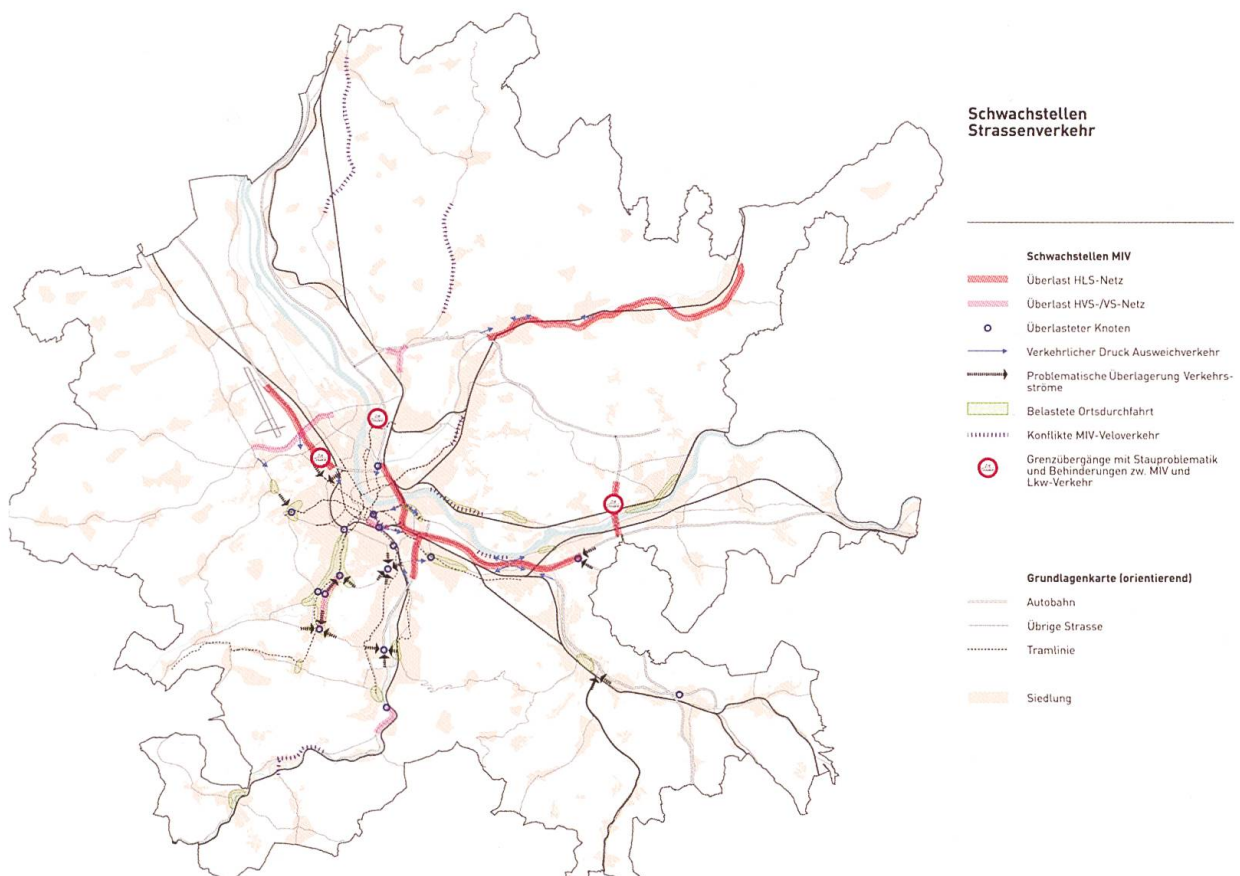 Schwachstellen
Strassenverkehr
Schwachstellen MIV
Überlast HLS-Netz
Überlast HVS-/VS-Netz
Überlasteter Knoten
Verkehrlicher Druck Ausweichverkehr
Problematische Überlagerung Verkehrs-
ströme
Belastete Ortsdurchfahrt
Konflikte MIV-Veloverkehr
Grenzübergänge mit Stauproblematik
und Behinderungen zw. MIV und
Lkw-Verkehr
Grundlagenkarte (orientierend)
Autobahn
Übrige Strasse
Tramlinie
Siedlung